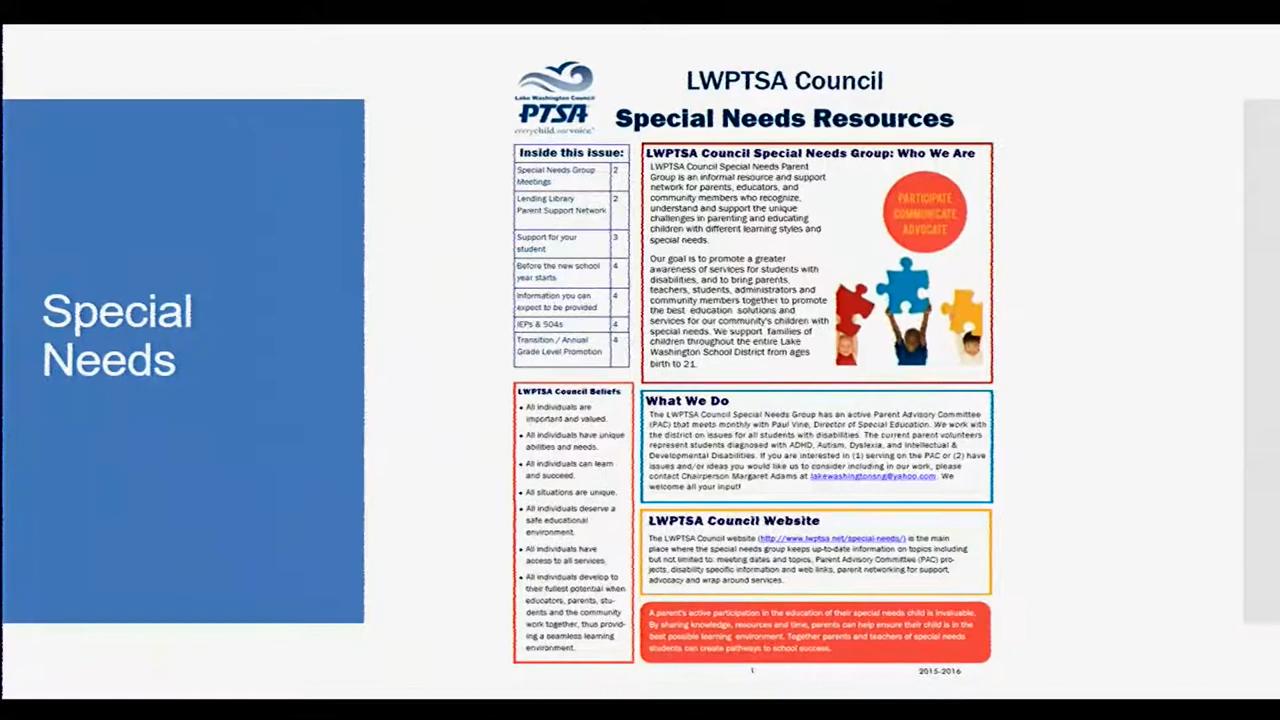 Special
Needs
Lake Washington Council
PTSA
everychild.onevoice.
LWPTSA Council
Special Needs Resources
Inside this issue:
Special Needs Group 2
Meetings
Lending Library 2
Parent Support Network
Support for your 3
student
Before the new school 4
year starts
Information you can 4
expect to be provided
IEPs & 504s 4
Transition / Annual 4
Grade Level Promotion
LWPTSA Council Beliefs
• All individuals are
important and valued.
• All individuals have unique
abilities and needs.
• All individuals can learn
and succeed.
• All situations are unique.
• All individuals deserve a
safe educational
environment.
• All individuals have
access to all services.
• All individuals develop to
their fullest potential when
educators, parents, stu-
dents and the community
work together, thus provid-
ing a seamless learning
environment.
LWPTSA Council Special Needs Group: Who We Are
LWPTSA Council Special Needs Parent
Group is an informal resource and support
network for parents, educators, and
community members who recognize,
understand and support the unique
challenges in parenting and educating
children with different learning styles and
special needs.
Our goal is to promote a greater
awareness of services for students with
disabilities, and to bring parents,
teachers, students, administrators and
community members together to promote
the best education solutions and
services for our community's children with
special needs. We support families of
children throughout the entire Lake
Washington School District from ages
birth to 21.
PARTICIPATE
COMMUNICATE
ADVOCATE
What We Do
The LWPTSA Council Special Needs Group has an active Parent Advisory Committee
(PAC) that meets monthly with Paul Vine, Director of Special Education. We work with
the district on issues for all students with disabilities. The current parent volunteers
represent students diagnosed with ADHD, Autism, Dyslexia, and Intellectual &
Developmental Disabilities. If you are interested in (1) serving on the PAC or (2) have
issues and/or ideas you would like us to consider including in our work, please
contact Chairperson Margaret Adams at lakewashingtonsng@yahoo.com. We
welcome all your input!
LWPTSA Council Website
The LWPTSA Council website (http://www.lwptsa.net/special-needs/) is the main
place where the special needs group keeps up-to-date information on topics including
but not limited to: meeting dates and topics, Parent Advisory Committee (PAC) pro-
jects, disability specific information and web links, parent networking for support,
advocacy and wrap around services.
A parent's active participation in the education of their special needs child is invaluable.
By sharing knowledge, resources and time, parents can help ensure their child is in the
best possible learning environment. Together parents and teachers of special needs
students can create pathways to school success.
1
2015-2016